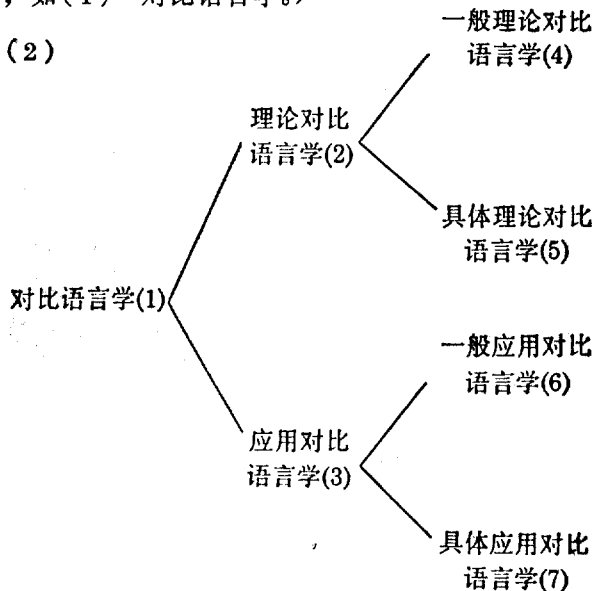 ，如(1)　对比语言学。)
(2)
一般理论对比
语言学(4)
理论对比
语言学(2)
具体理论对比
语言学(5)
对比语言学(1)
一般应用对比
语言学(6)
应用对比
语言学(3)
具体应用对比
语言学(7)